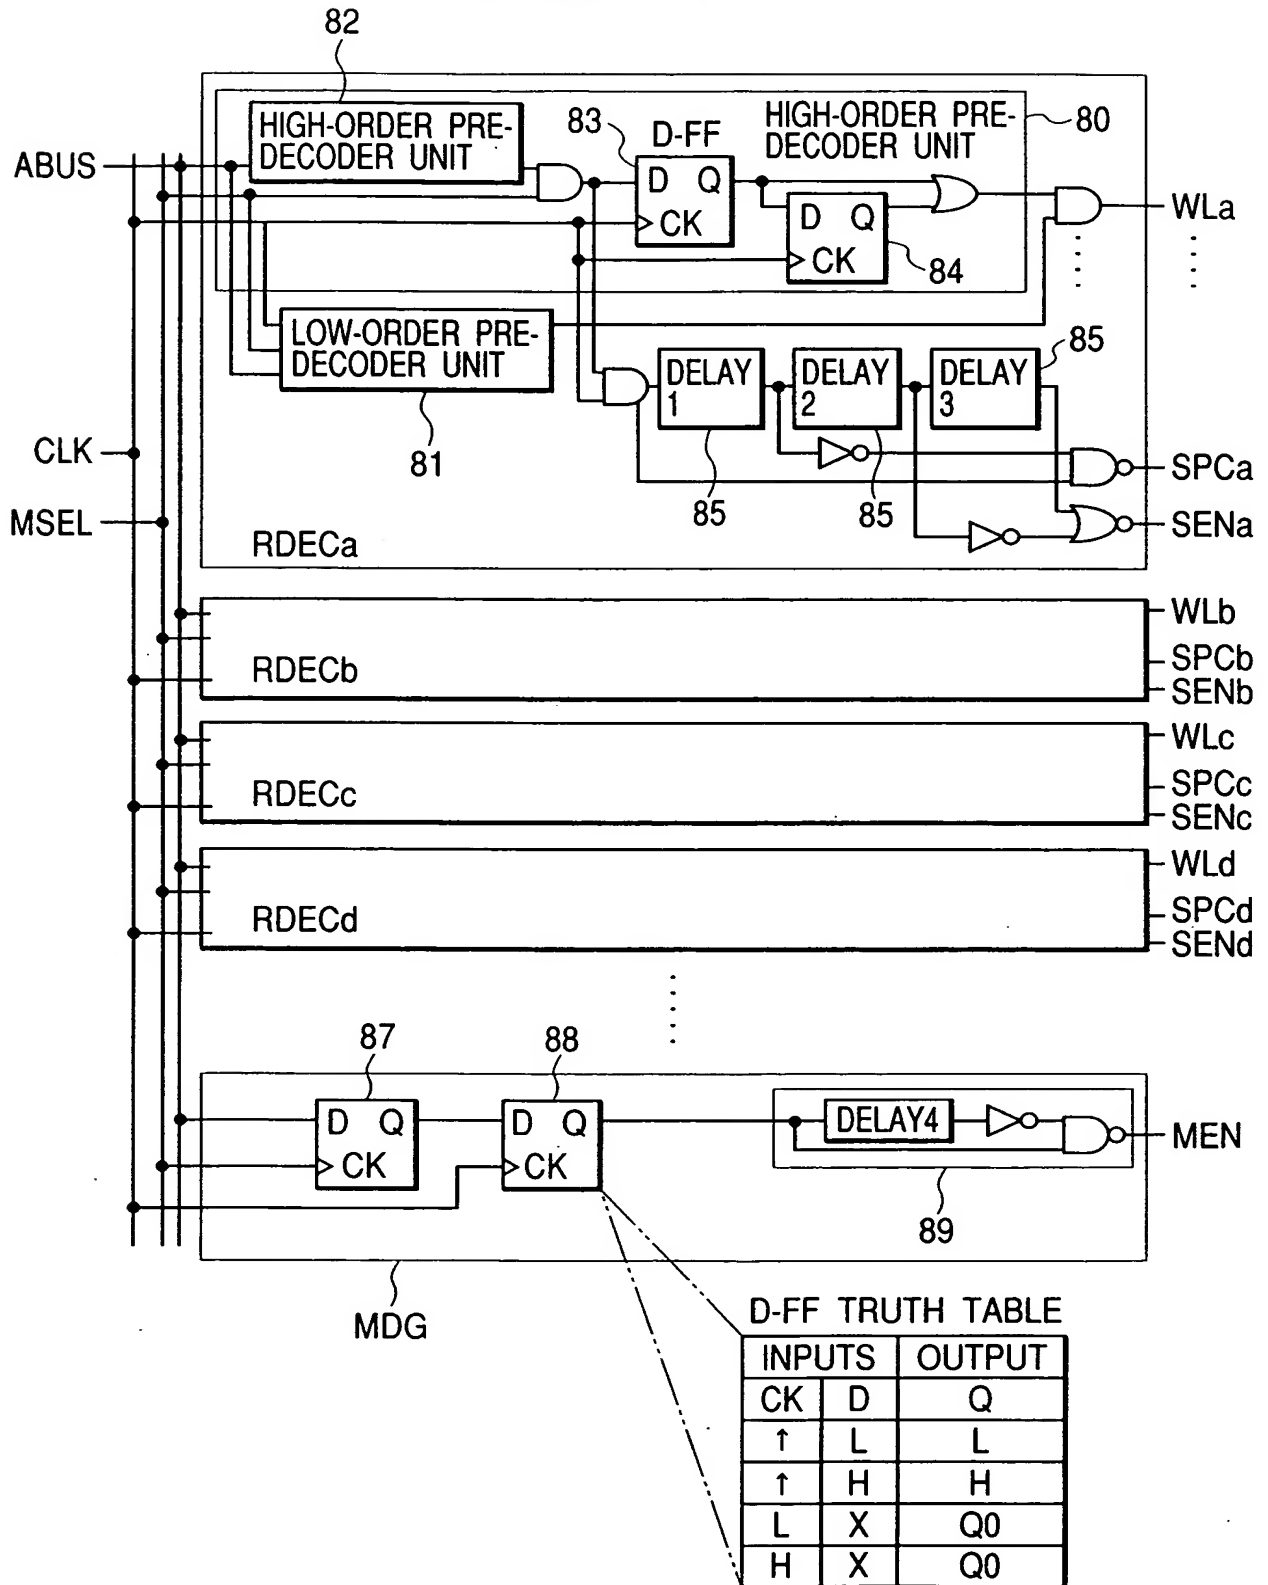 82
HIGH-ORDER PRE-
DECODER UNIT
83
D-FF
HIGH-ORDER PRE-
DECODER UNIT
80
ABUS
D Q
CK
D Q
CK
84
WLa
LOW-ORDER PRE-
DECODER UNIT
81
85
DELAY
1
DELAY
2
DELAY
3
85
85
CLK
MSEL
SPCa
SENa
RDECa
WLb
RDECb
SPCb
SENb
WLc
RDECc
SPCc
SENc
WLd
RDECd
SPCd
SENd
87
88
D Q
CK
D Q
CK
DELAY4
MEN
89
MDG
D-FF TRUTH TABLE
INPUTS OUTPUT
CK D Q
↑ L L
↑ H H
L X Q0
H X Q0